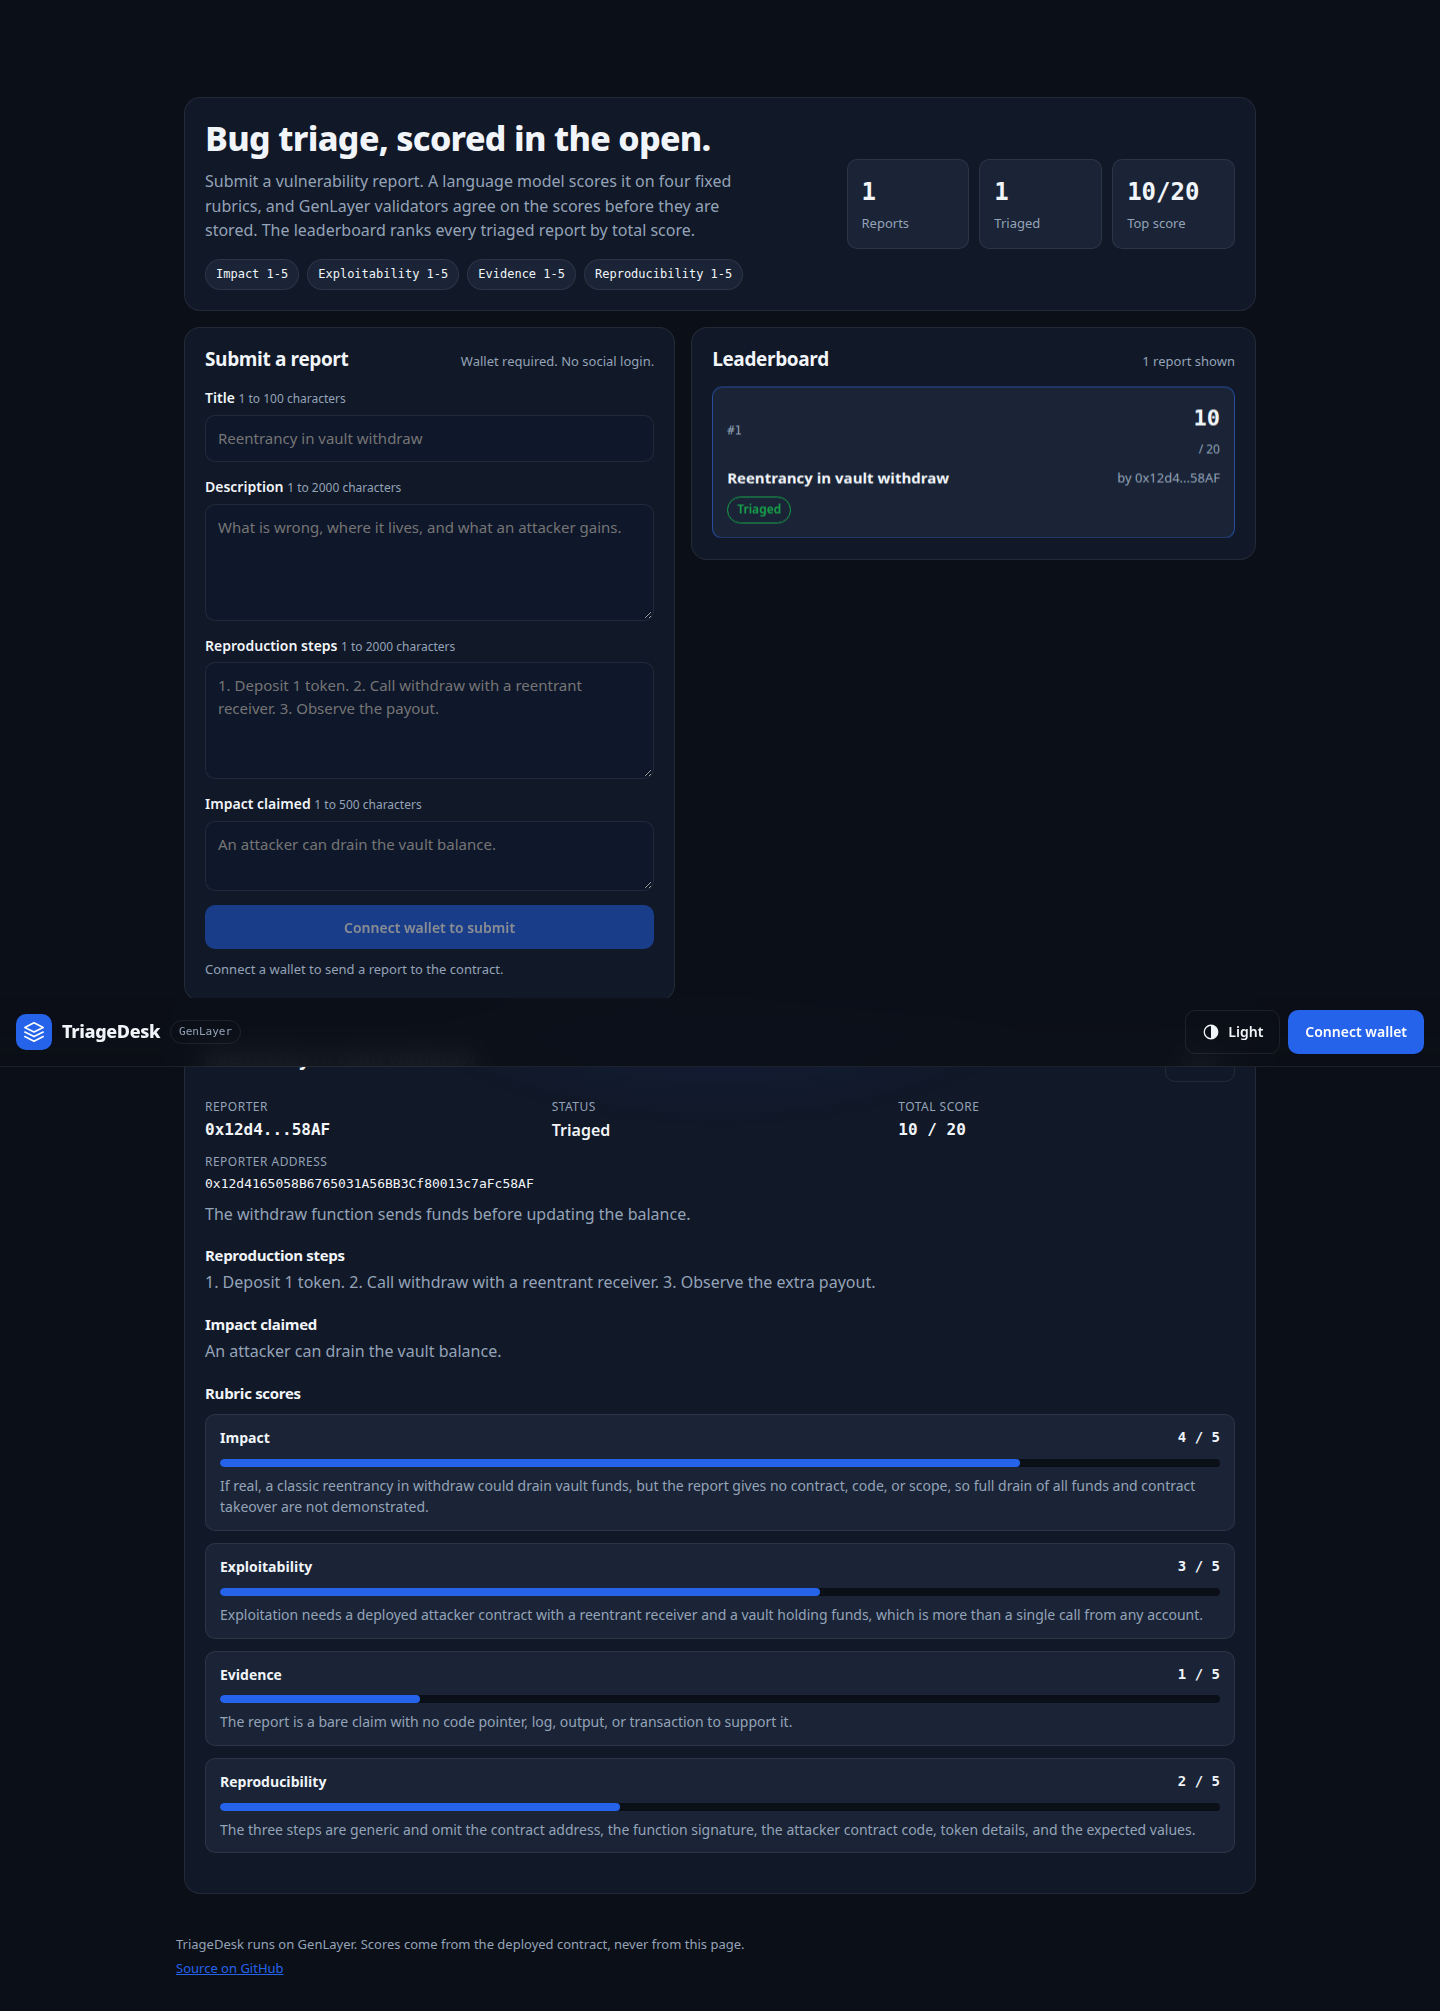 Bug triage, scored in the open.
Submit a vulnerability report. A language model scores it on four fixed
rubrics, and GenLayer validators agree on the scores before they are
stored. The leaderboard ranks every triaged report by total score.
Impact 1-5
Exploitability 1-5
Evidence 1-5
Reproducibility 1-5
1
Reports
1
Triaged
10/20
Top score
Submit a report
Wallet required. No social login.
Title 1 to 100 characters
Reentrancy in vault withdraw
Description 1 to 2000 characters
What is wrong, where it lives, and what an attacker gains.
Reproduction steps 1 to 2000 characters
1. Deposit 1 token. 2. Call withdraw with a reentrant
receiver. 3. Observe the payout.
Impact claimed 1 to 500 characters
An attacker can drain the vault balance.
Connect wallet to submit
Connect a wallet to send a report to the contract.
Leaderboard
1 report shown
#1
10
/ 20
Reentrancy in vault withdraw
by 0x12d4...58AF
Triaged
TriageDesk
GenLayer
Light
Connect wallet
REPORTER
0x12d4...58AF
STATUS
Triaged
TOTAL SCORE
10 / 20
REPORTER ADDRESS
0x12d4165058B6765031A56BB3Cf80013c7aFc58AF
The withdraw function sends funds before updating the balance.
Reproduction steps
1. Deposit 1 token. 2. Call withdraw with a reentrant receiver. 3. Observe the extra payout.
Impact claimed
An attacker can drain the vault balance.
Rubric scores
Impact
4 / 5
If real, a classic reentrancy in withdraw could drain vault funds, but the report gives no contract, code, or scope, so full drain of all funds and contract
takeover are not demonstrated.
Exploitability
3 / 5
Exploitation needs a deployed attacker contract with a reentrant receiver and a vault holding funds, which is more than a single call from any account.
Evidence
1 / 5
The report is a bare claim with no code pointer, log, output, or transaction to support it.
Reproducibility
2 / 5
The three steps are generic and omit the contract address, the function signature, the attacker contract code, token details, and the expected values.
TriageDesk runs on GenLayer. Scores come from the deployed contract, never from this page.
Source on GitHub